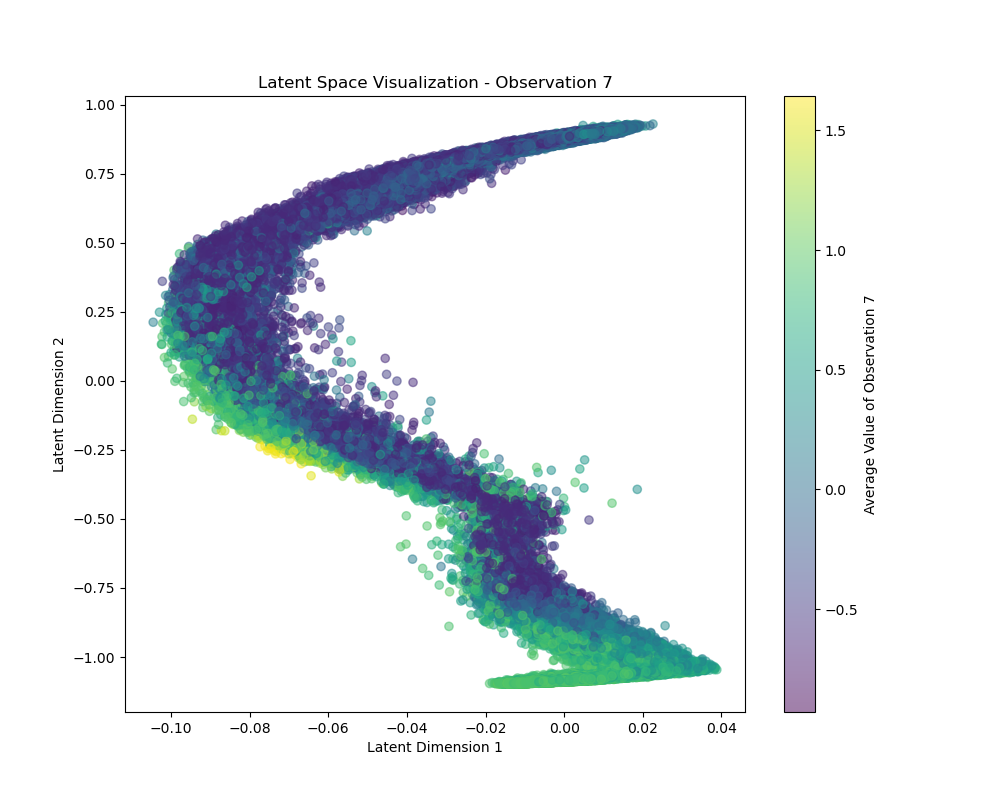 Latent Space Visualization - Observation 7
1.00
0.75
0.50
0.25
0.00
−0.25
−0.50
−0.75
−1.00
Latent Dimension 2
−0.10 −0.08 −0.06 −0.04 −0.02 0.00 0.02 0.04
Latent Dimension 1
1.5
1.0
0.5
0.0
−0.5
Average Value of Observation 7